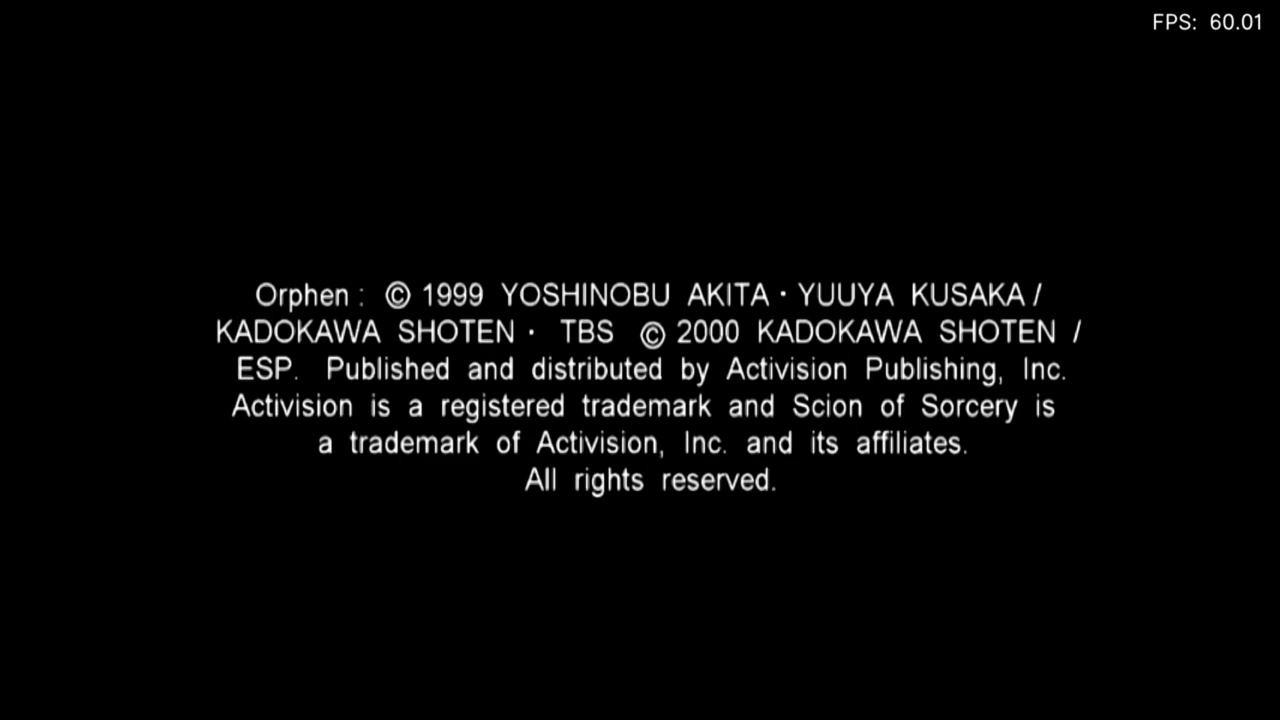 FPS: 60.01
Orphen : © 1999 YOSHINOBU AKITA · YUUYA KUSAKA /
KADOKAWA SHOTEN · TBS © 2000 KADOKAWA SHOTEN /
ESP. Published and distributed by Activision Publishing, Inc.
Activision is a registered trademark and Scion of Sorcery is
a trademark of Activision, Inc. and its affiliates.
All rights reserved.